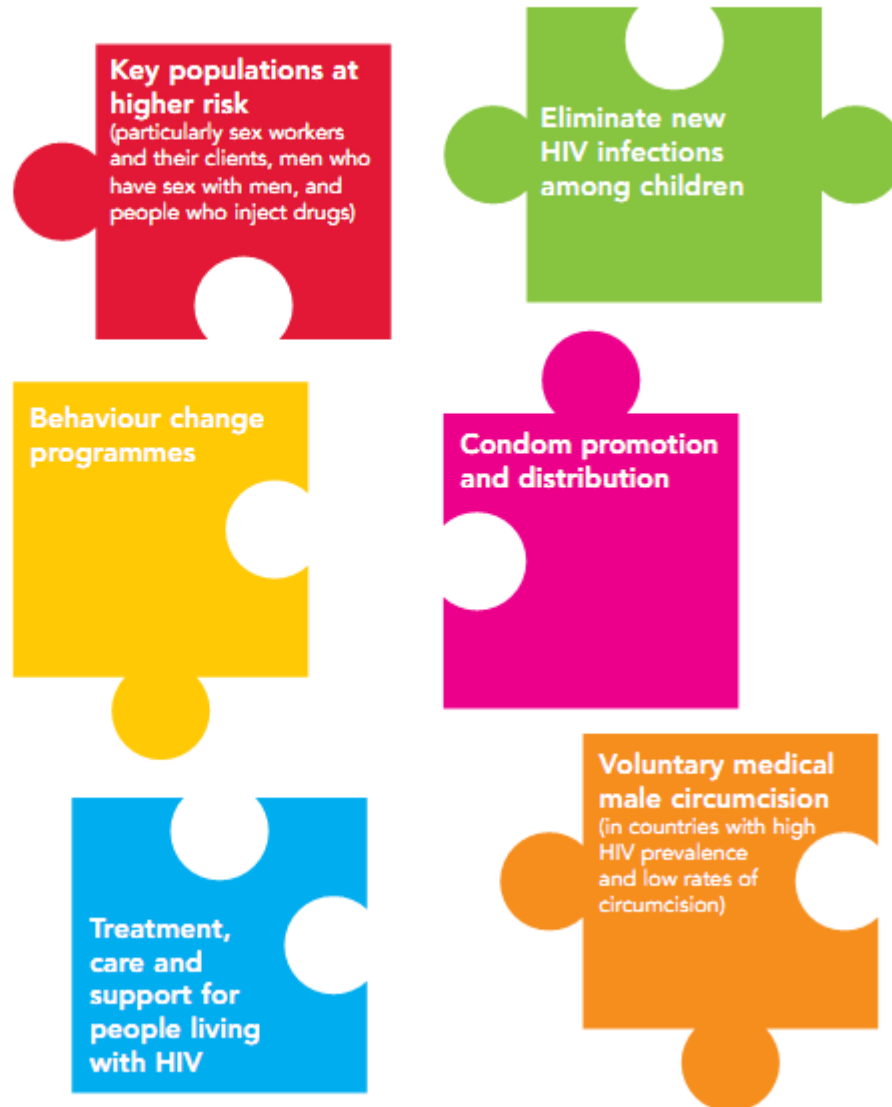 Key populations at
higher risk
(particularly sex workers
and their clients, men who
have sex with men, and
people who inject drugs)
Eliminate new
HIV infections
among children
Behaviour change
programmes
Condom promotion
and distribution
Treatment,
care and
support for
people living
with HIV
Voluntary medical
male circumcision
(in countries with high
HIV prevalence
and low rates of
circumcision)